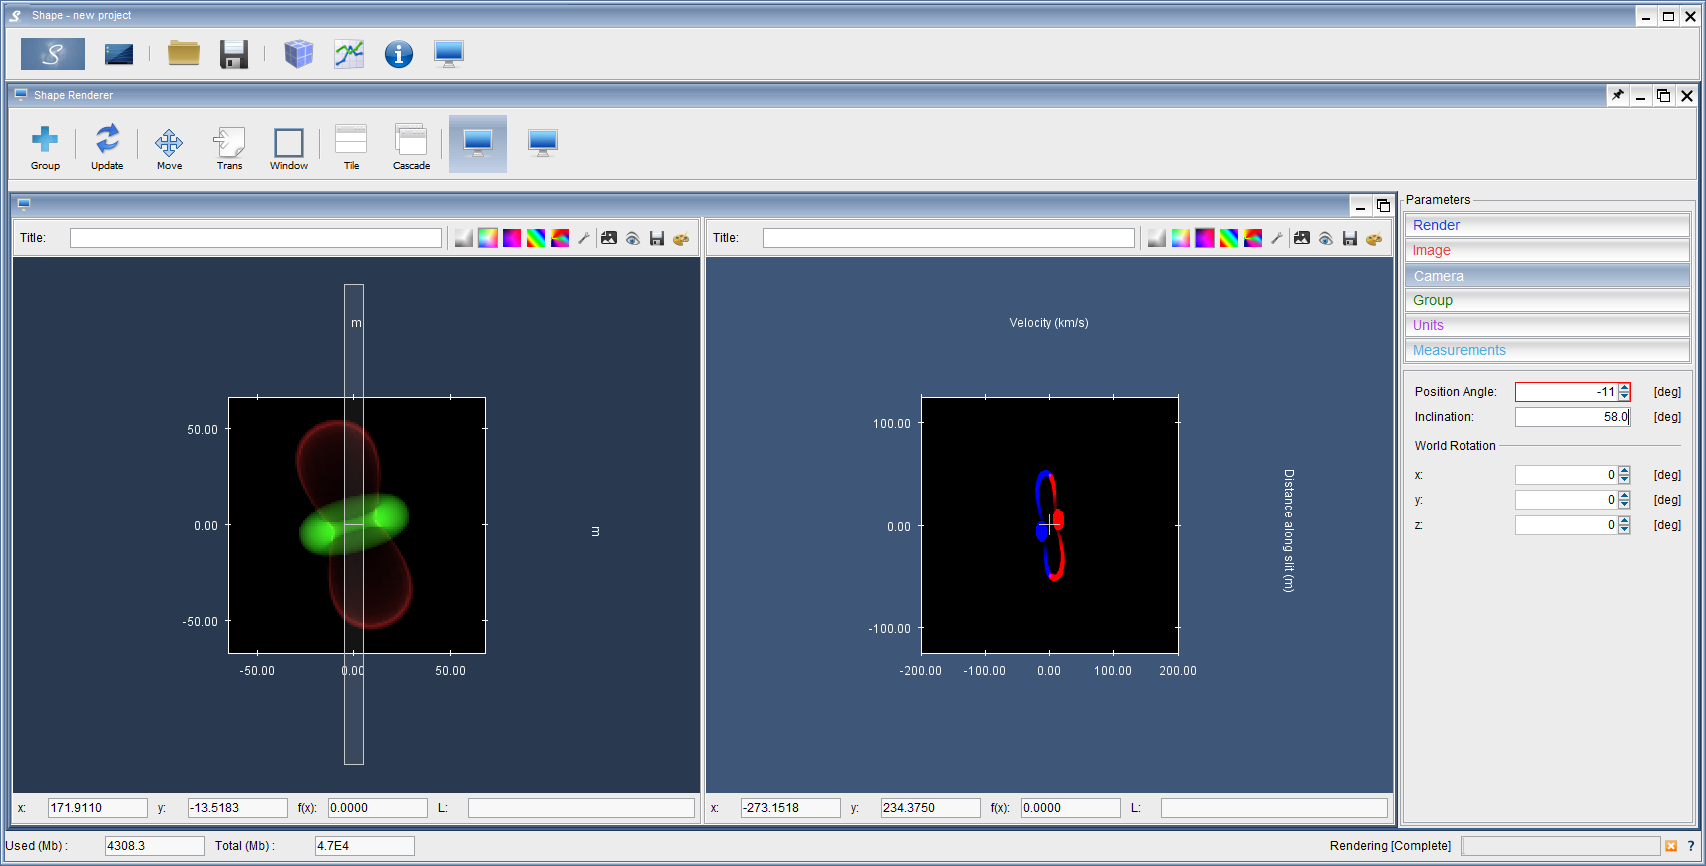 Shape - new project
S
Shape Renderer
Group Update Move Trans Window Tile Cascade
Title: Title:
Parameters
Render
Image
Camera
Group
Units
Measurements
Position Angle: -11 [deg]
Inclination: 58.0 [deg]
World Rotation
x: 0 [deg]
y: 0 [deg]
z: 0 [deg]
m
50.00
0.00
-50.00
-50.00 0.00 50.00
m
Velocity (km/s)
100.00
0.00
-100.00
-200.00 -100.00 0.00 100.00 200.00
Distance along slit (m)
x: 171.9110 y: -13.5183 f(x): 0.0000 L:
x: -273.1518 y: 234.3750 f(x): 0.0000 L:
Used (Mb) : 4308.3 Total (Mb) : 4.7E4
Rendering [Complete] ?